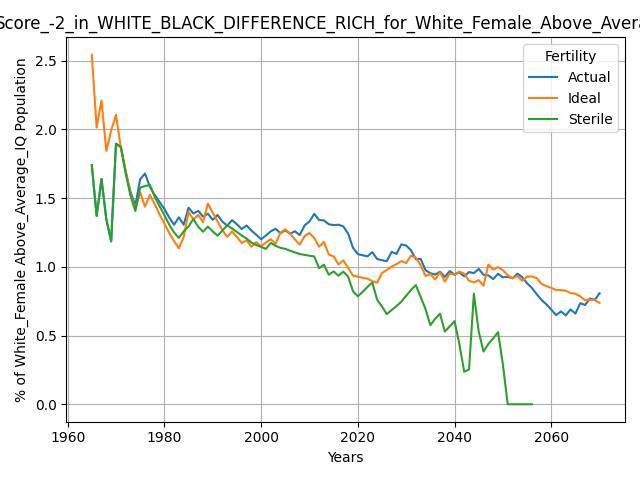 Score_-2_in_WHITE_BLACK_DIFFERENCE_RICH_for_White_Female_Above_Avera
Fertility
Actual
Ideal
Sterile
% of White_Female Above_Average_IQ Population
2.5
2.0
1.5
1.0
0.5
0.0
1960
1980
2000
2020
2040
2060
Years